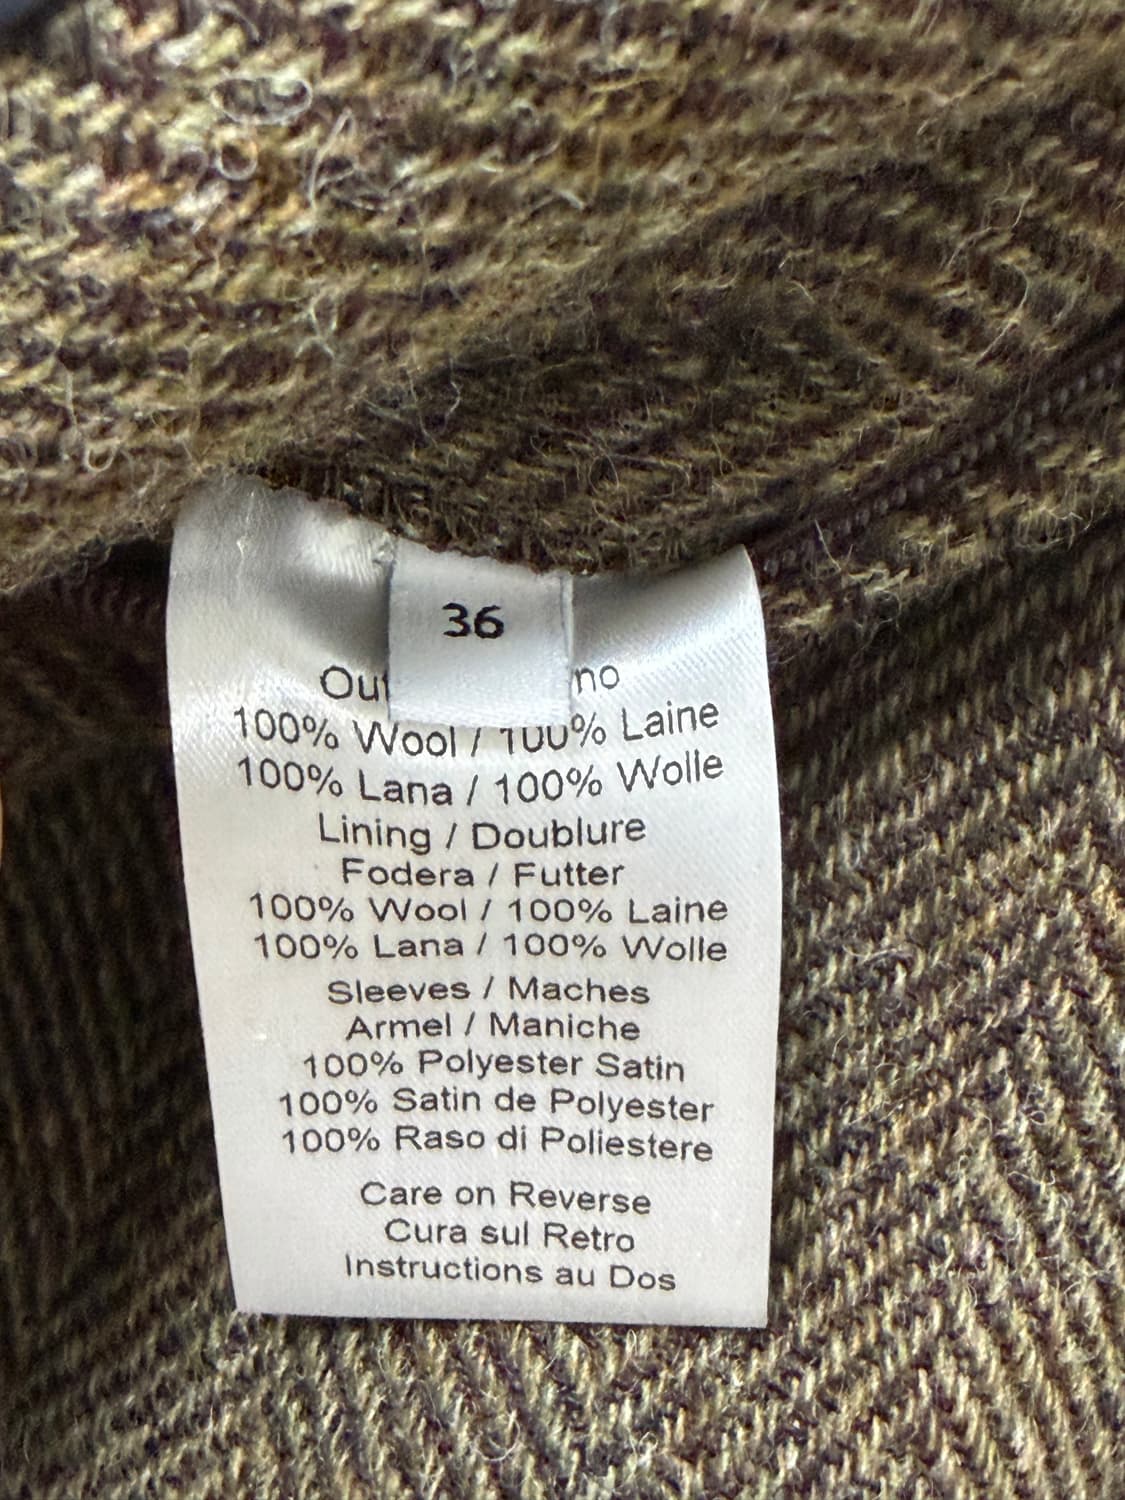 36
100% Wool / 100% Laine
100% Lana / 100% Wolle
Lining / Doublure
Fodera / Futter
100% Wool / 100% Laine
100% Lana / 100% Wolle
Sleeves / Maches
Armel / Maniche
100% Polyester Satin
100% Satin de Polyester
100% Raso di Poliestere
Care on Reverse
Cura sul Retro
Instructions au Dos